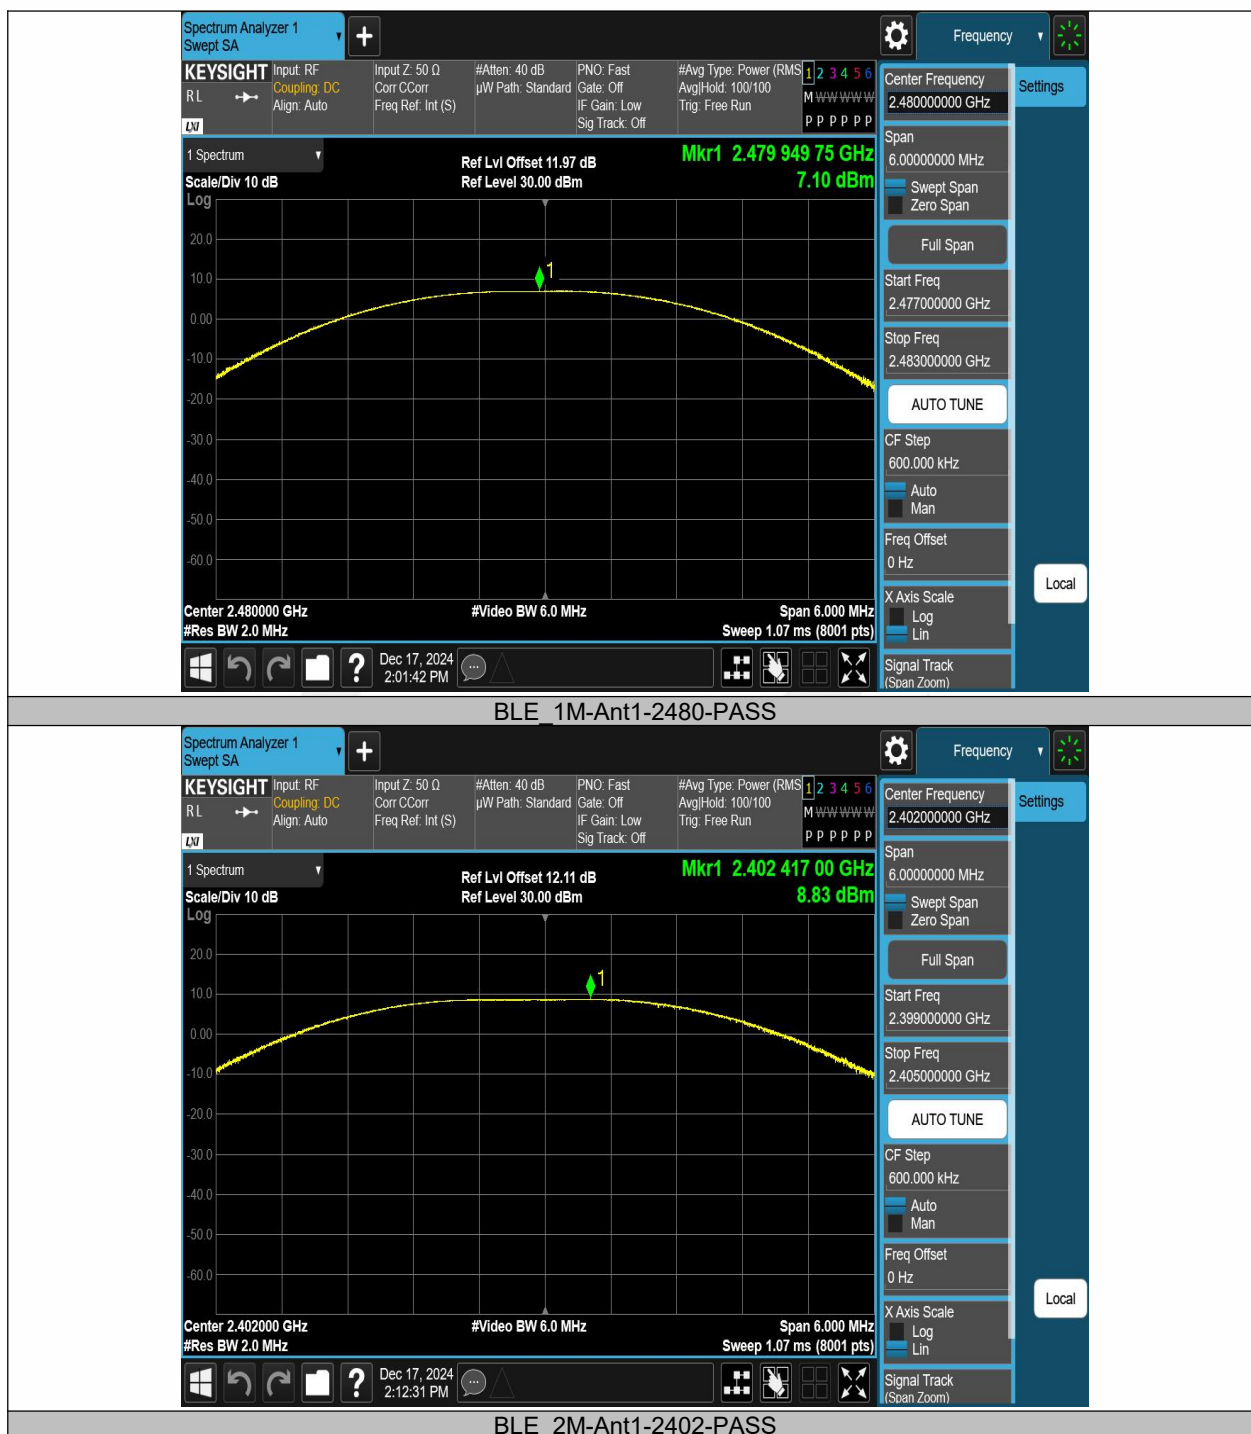 Spectrum Analyzer 1
Swept SA
Frequency
KEYSIGHT
RL
LXI
Input: RF
Coupling: DC
Align: Auto
Input Z: 50 Ω
Corr CCorr
Freq Ref: Int (S)
#Atten: 40 dB
µW Path: Standard
PNO: Fast
Gate: Off
IF Gain: Low
Sig Track: Off
#Avg Type: Power (RMS
Avg|Hold: 100/100
Trig: Free Run
1 2 3 4 5 6
M W W W W W
P P P P P P
Center Frequency
2.480000000 GHz
Settings
Span
6.00000000 MHz
Swept Span
Zero Span
Full Span
Start Freq
2.477000000 GHz
Stop Freq
2.483000000 GHz
AUTO TUNE
CF Step
600.000 kHz
Auto
Man
Freq Offset
0 Hz
X Axis Scale
Log
Lin
Signal Track
(Span Zoom)
Local
1 Spectrum
Scale/Div 10 dB
Log
Ref Lvl Offset 11.97 dB
Ref Level 30.00 dBm
Mkr1 2.479 949 75 GHz
7.10 dBm
1
20.0
10.0
0.00
-10.0
-20.0
-30.0
-40.0
-50.0
-60.0
Center 2.480000 GHz
#Video BW 6.0 MHz
Span 6.000 MHz
#Res BW 2.0 MHz
Sweep 1.07 ms (8001 pts)
?
Dec 17, 2024
2:01:42 PM
BLE_1M-Ant1-2480-PASS
Spectrum Analyzer 1
Swept SA
Frequency
KEYSIGHT
RL
LXI
Input: RF
Coupling: DC
Align: Auto
Input Z: 50 Ω
Corr CCorr
Freq Ref: Int (S)
#Atten: 40 dB
µW Path: Standard
PNO: Fast
Gate: Off
IF Gain: Low
Sig Track: Off
#Avg Type: Power (RMS
Avg|Hold: 100/100
Trig: Free Run
1 2 3 4 5 6
M W W W W W
P P P P P P
Center Frequency
2.402000000 GHz
Settings
Span
6.00000000 MHz
Swept Span
Zero Span
Full Span
Start Freq
2.399000000 GHz
Stop Freq
2.405000000 GHz
AUTO TUNE
CF Step
600.000 kHz
Auto
Man
Freq Offset
0 Hz
X Axis Scale
Log
Lin
Signal Track
(Span Zoom)
Local
1 Spectrum
Scale/Div 10 dB
Log
Ref Lvl Offset 12.11 dB
Ref Level 30.00 dBm
Mkr1 2.402 417 00 GHz
8.83 dBm
1
20.0
10.0
0.00
-10.0
-20.0
-30.0
-40.0
-50.0
-60.0
Center 2.402000 GHz
#Video BW 6.0 MHz
Span 6.000 MHz
#Res BW 2.0 MHz
Sweep 1.07 ms (8001 pts)
?
Dec 17, 2024
2:12:31 PM
BLE_2M-Ant1-2402-PASS